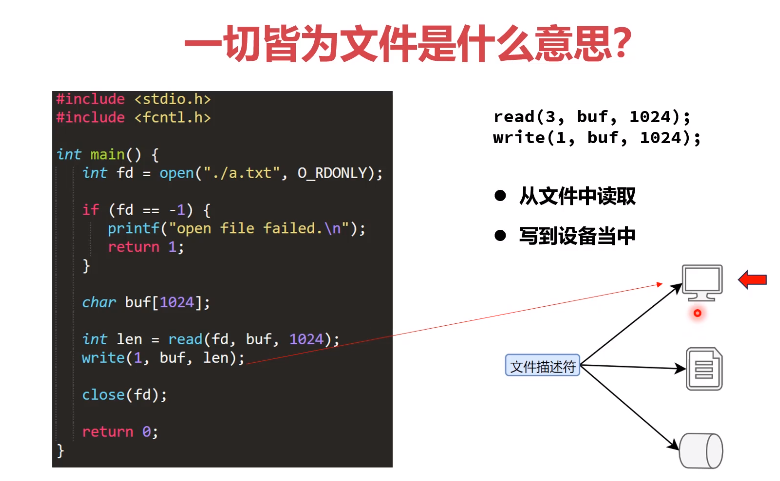 一切皆为文件是什么意思?
#include <stdio.h>
#include <fcntl.h>
int main() {
int fd = open("./a.txt", O_RDONLY);
if (fd == -1) {
printf("open file failed.\n");
return 1;
}
char buf[1024];
int len = read(fd, buf, 1024);
write(1, buf, len);
close(fd);
return 0;
}
read(3, buf, 1024);
write(1, buf, 1024);
● 从文件中读取
● 写到设备当中
文件描述符